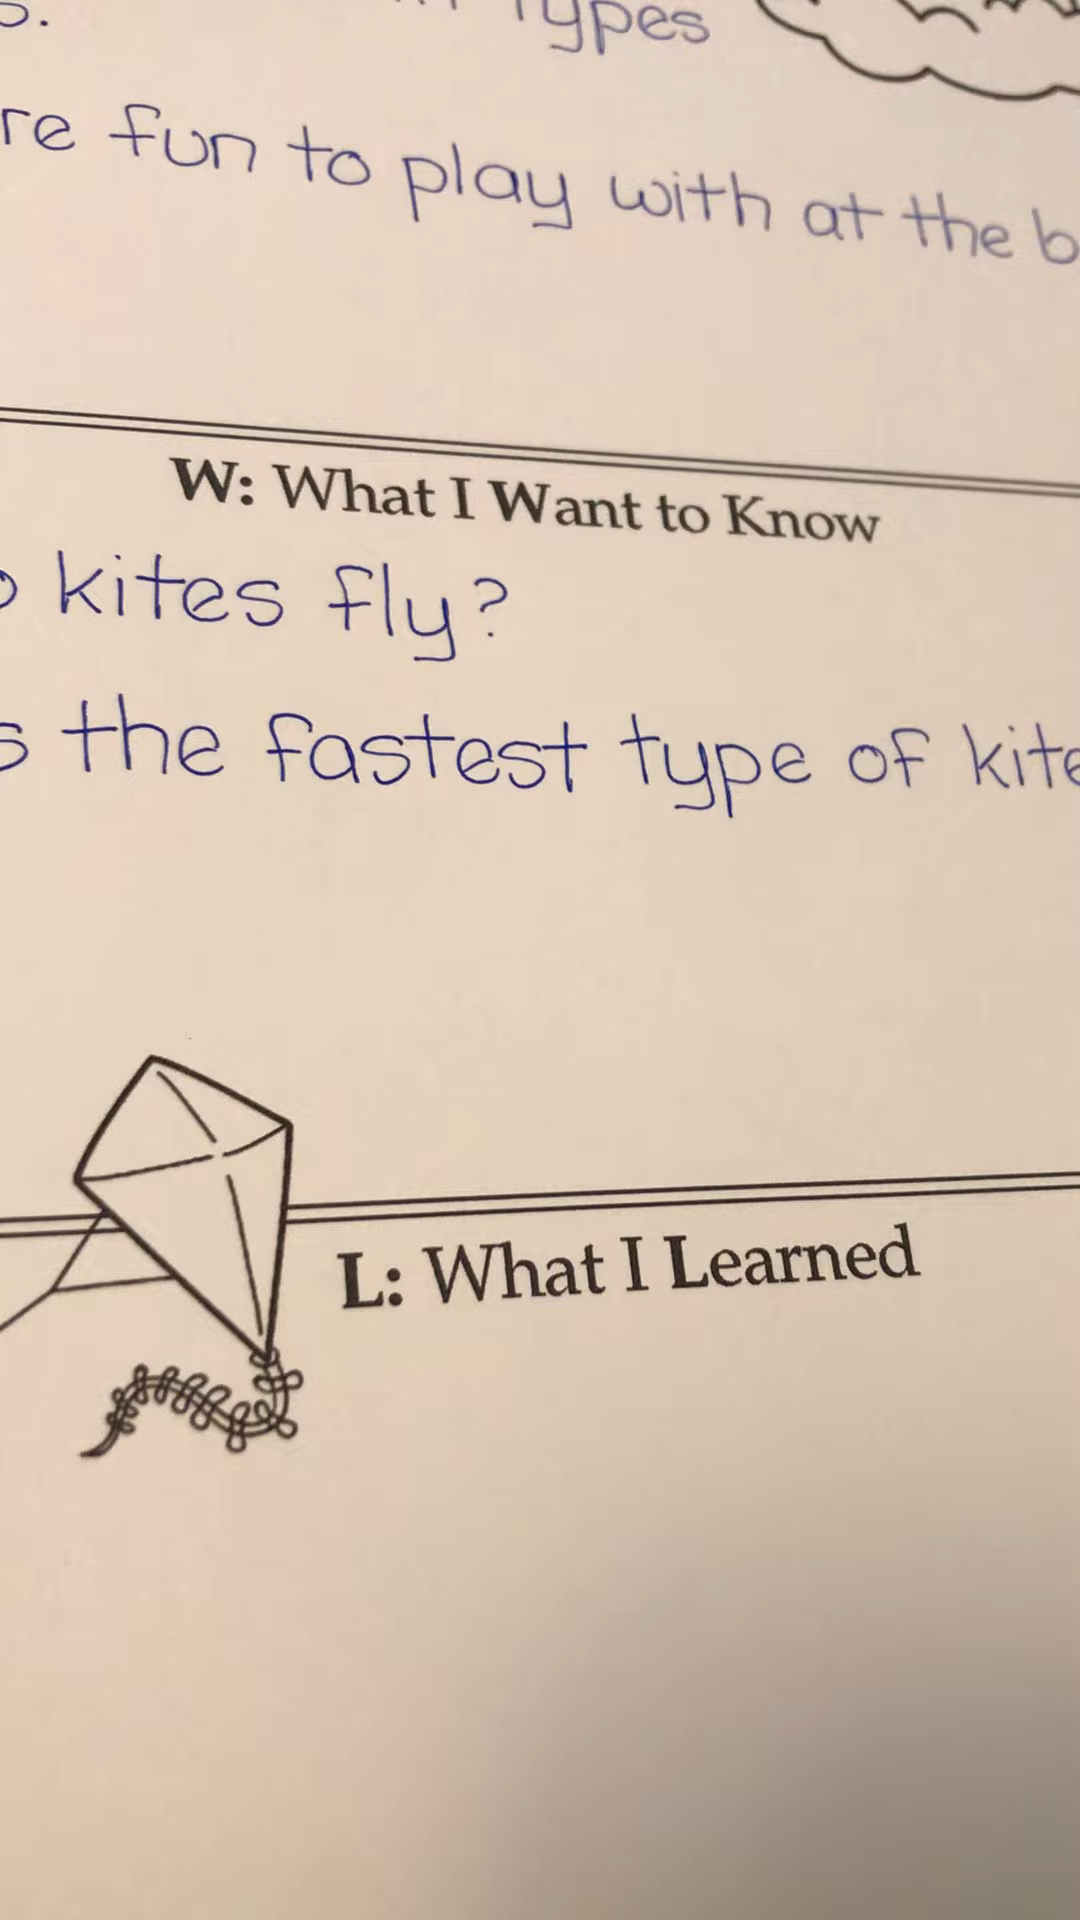 Types
re fun to play with at the b
W: What I Want to Know
kites fly?
s the fastest type of kite
L: What I Learned